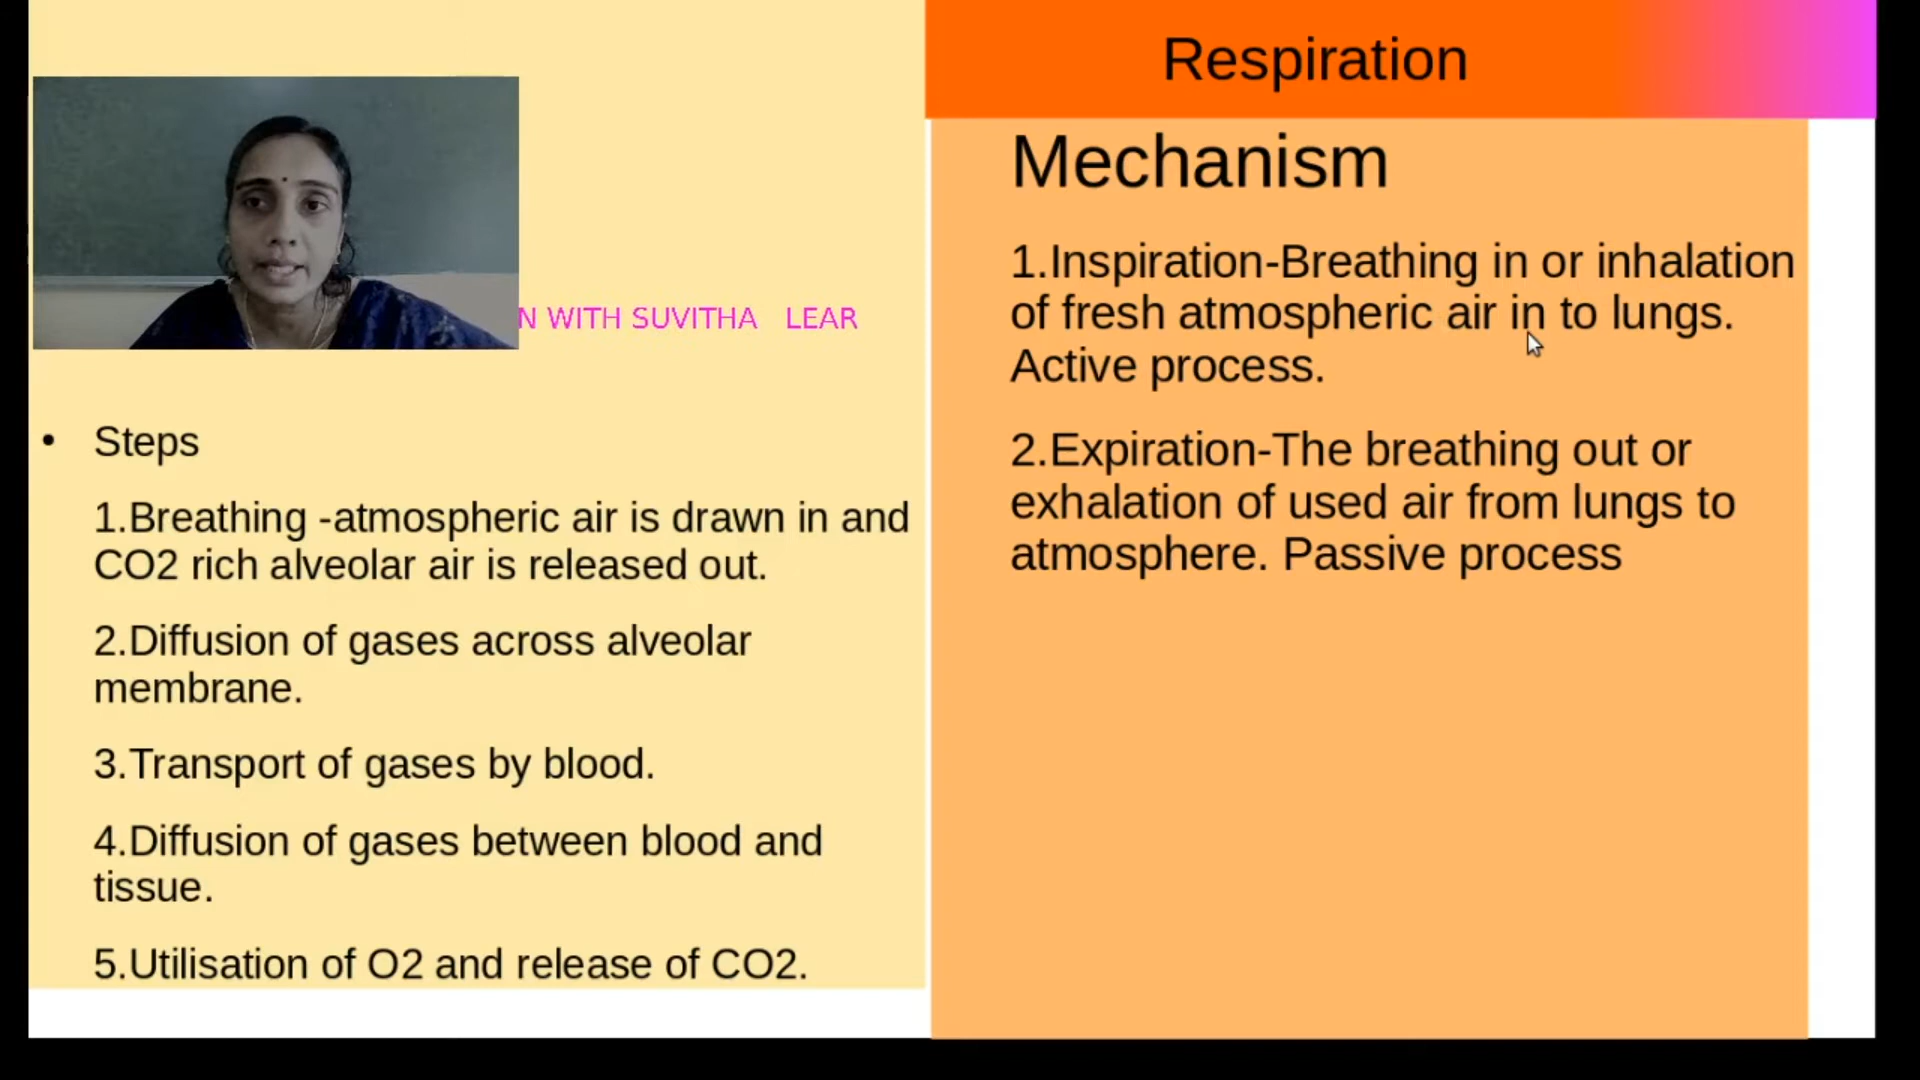 Respiration
N WITH SUVITHA LEAR
• Steps
1.Breathing -atmospheric air is drawn in and
CO2 rich alveolar air is released out.
2.Diffusion of gases across alveolar
membrane.
3.Transport of gases by blood.
4.Diffusion of gases between blood and
tissue.
5.Utilisation of O2 and release of CO2.
Mechanism
1.Inspiration-Breathing in or inhalation
of fresh atmospheric air in to lungs.
Active process.
2.Expiration-The breathing out or
exhalation of used air from lungs to
atmosphere. Passive process